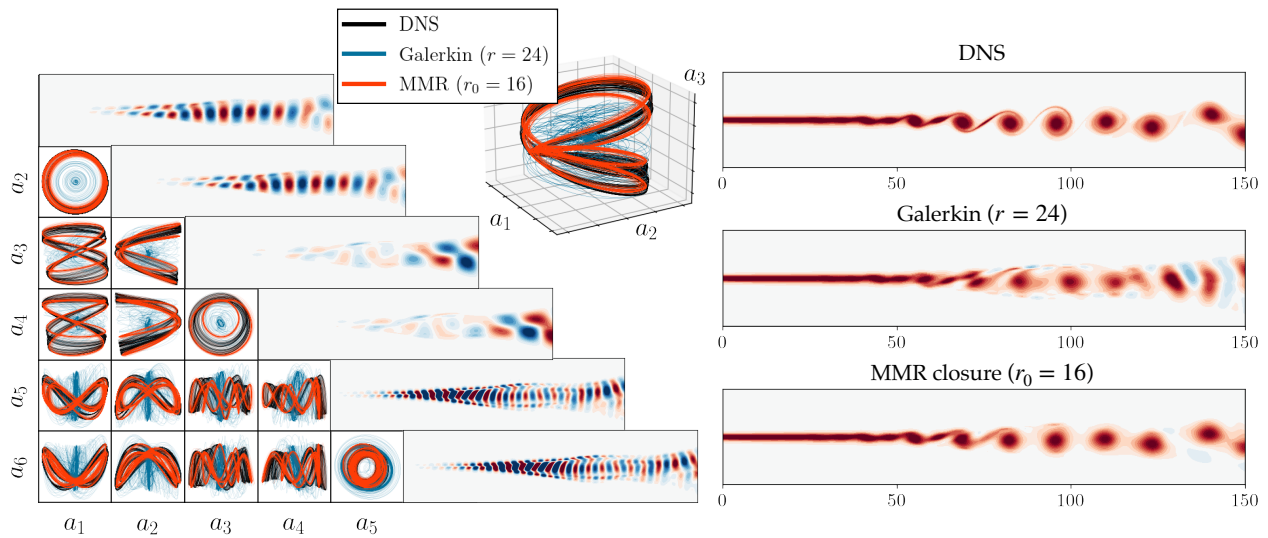 DNS
Galerkin (r = 24)
MMR (r₀ = 16)
a₃
a₁
a₂
a₂
a₃
a₄
a₅
a₆
a₁ a₂ a₃ a₄ a₅
DNS
0 50 100 150
Galerkin (r = 24)
0 50 100 150
MMR closure (r₀ = 16)
0 50 100 150